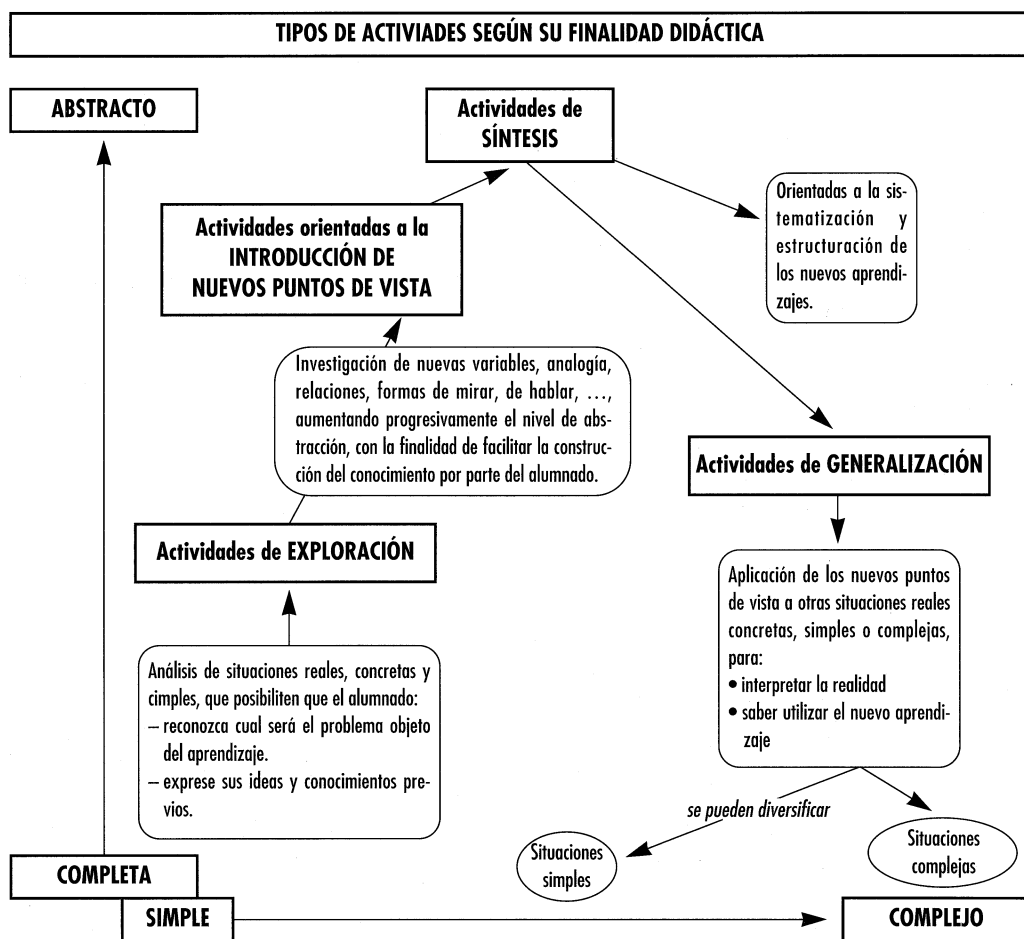 TIPOS DE ACTIVIADES SEGÚN SU FINALIDAD DIDÁCTICA
ABSTRACTO
Actividades de
SÍNTESIS
Orientadas a la sis-
tematización y
estructuración de
los nuevos aprendi-
zajes.
Actividades orientadas a la
INTRODUCCIÓN DE
NUEVOS PUNTOS DE VISTA
Investigación de nuevas variables, analogía,
relaciones, formas de mirar, de hablar, ...,
aumentando progresivamente el nivel de abs-
tracción, con la finalidad de facilitar la construc-
ción del conocimiento por parte del alumnado.
Actividades de GENERALIZACIÓN
Actividades de EXPLORACIÓN
Aplicación de los nuevos puntos
de vista a otras situaciones reales
concretas, simples o complejas,
para:
• interpretar la realidad
• saber utilizar el nuevo aprendi-
zaje
Análisis de situaciones reales, concretas y
cimples, que posibiliten que el alumnado:
– reconozca cual será el problema objeto
del aprendizaje.
– exprese sus ideas y conocimientos pre-
vios.
se pueden diversificar
Situaciones
simples
Situaciones
complejas
COMPLETA
SIMPLE
COMPLEJO